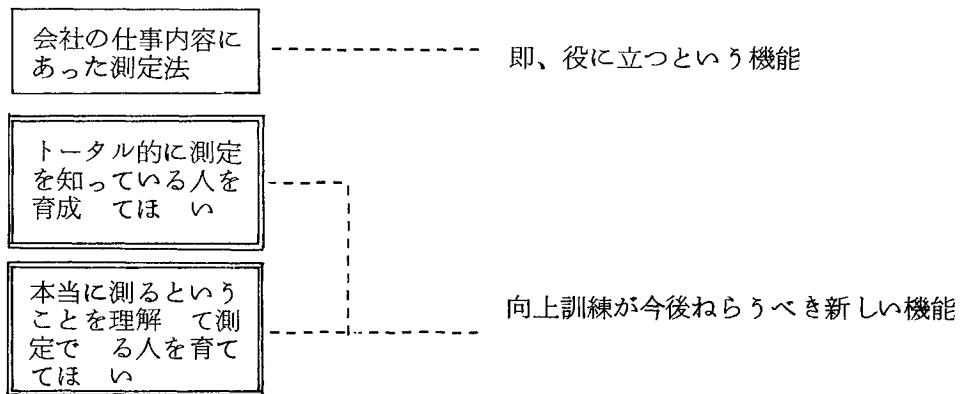 会社の仕事内容に
あった測定法
即、役に立つという機能
トータル的に測定
を知っている人を
育成 てほ い
本当に測るという
ことを理解 て測
定で る人を育て
てほ い
向上訓練が今後ねらうべき新しい機能